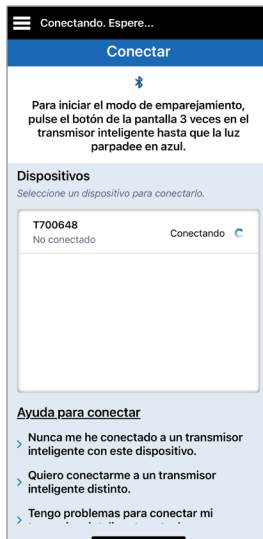 Conectando. Espere...
Conectar
Para iniciar el modo de emparejamiento,
pulse el botón de la pantalla 3 veces en el
transmisor inteligente hasta que la luz
parpadee en azul.
Dispositivos
Seleccione un dispositivo para conectarlo.
T700648
Conectando
No conectado
Ayuda para conectar
Nunca me he conectado a un transmisor
inteligente con este dispositivo.
Quiero conectarme a un transmisor
inteligente distinto.
Tengo problemas para conectar mi